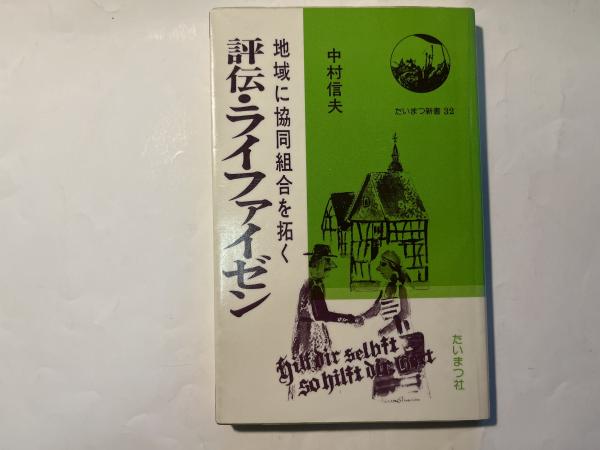 地域に協同組合を拓く
評伝・ライファイゼン
中村信夫
だいまつ新書 32
Hilf dir selbst
so hilft dir Gott
たいまつ社